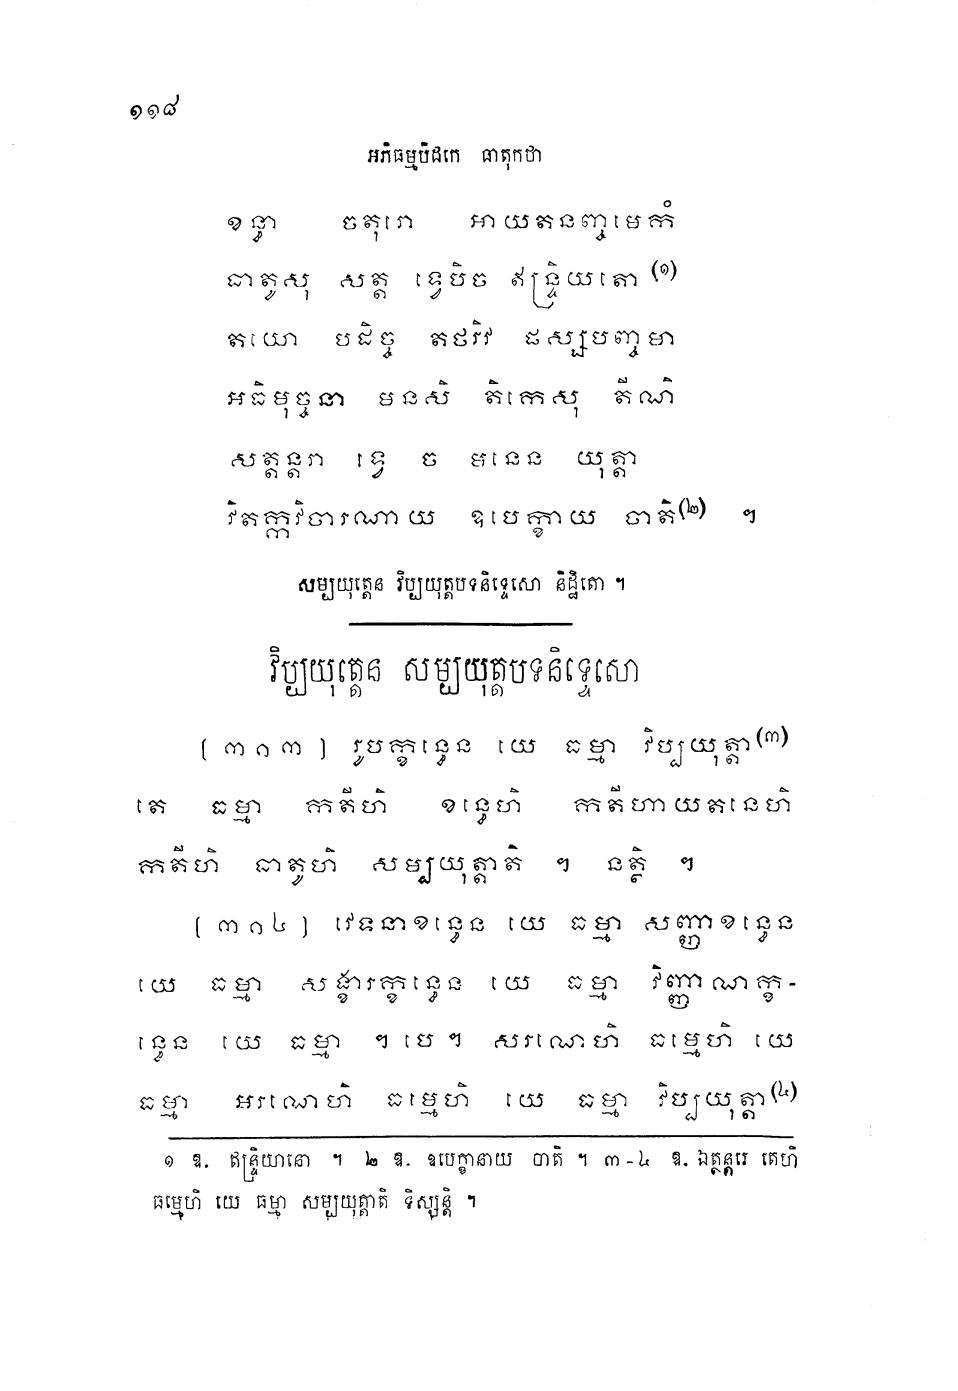 ១១៨
អភិធម្មបិដកេ ធាតុកថា
ខន្ធា ចតុរោ អាយតនញ្ចមេកំ
ធាតូសុ សត្ត ទ្វេបិច ឥន្ទ្រិយតោ (១)
តយោ បដិច្ច តថរិវ ផស្សបញ្ចមា
អធិមុច្ចនា មនសិ តិកេសុ តីណិ
សត្តន្តរា ទ្វេ ច មនេន យុត្តា
វិតក្កវិចារណាយ ឧបេក្ខាយ ចាតិ(២) ។
សម្បយុត្តេន វិប្បយុត្តបទនិទ្ទេសោ និដ្ឋិតោ ។
វិប្បយុត្តេន សម្បយុត្តបទនិទ្ទេសោ
[ ៣១៣ ] រូបក្ខន្ធេន យេ ធម្មា វិប្បយុត្តា(៣)
តេ ធម្មា កតីហិ ខន្ធេហិ កតីហាយតនេហិ
កតីហិ ធាតូហិ សម្បយុត្តាតិ ។ នត្ថិ ។
[ ៣១៤ ] វេទនាខន្ធេន យេ ធម្មា សញ្ញាខន្ធេន
យេ ធម្មា សង្ខារក្ខន្ធេន យេ ធម្មា វិញ្ញាណក្ខ-
ន្ធេន យេ ធម្មា ។ បេ ។ សរណេហិ ធម្មេហិ យេ
ធម្មា អរណេហិ ធម្មេហិ យេ ធម្មា វិប្បយុត្តា(៤)
១ ឱ. ឥន្ទ្រិយានោ ។ ២ ឱ. ឧបេក្ខានាយ ចាតិ ។ ៣-៤ ឱ. ឯត្ថន្តរេ តេហិ
ធម្មេហិ យេ ធម្មា សម្បយុត្តាតិ ទិស្សន្តិ ។